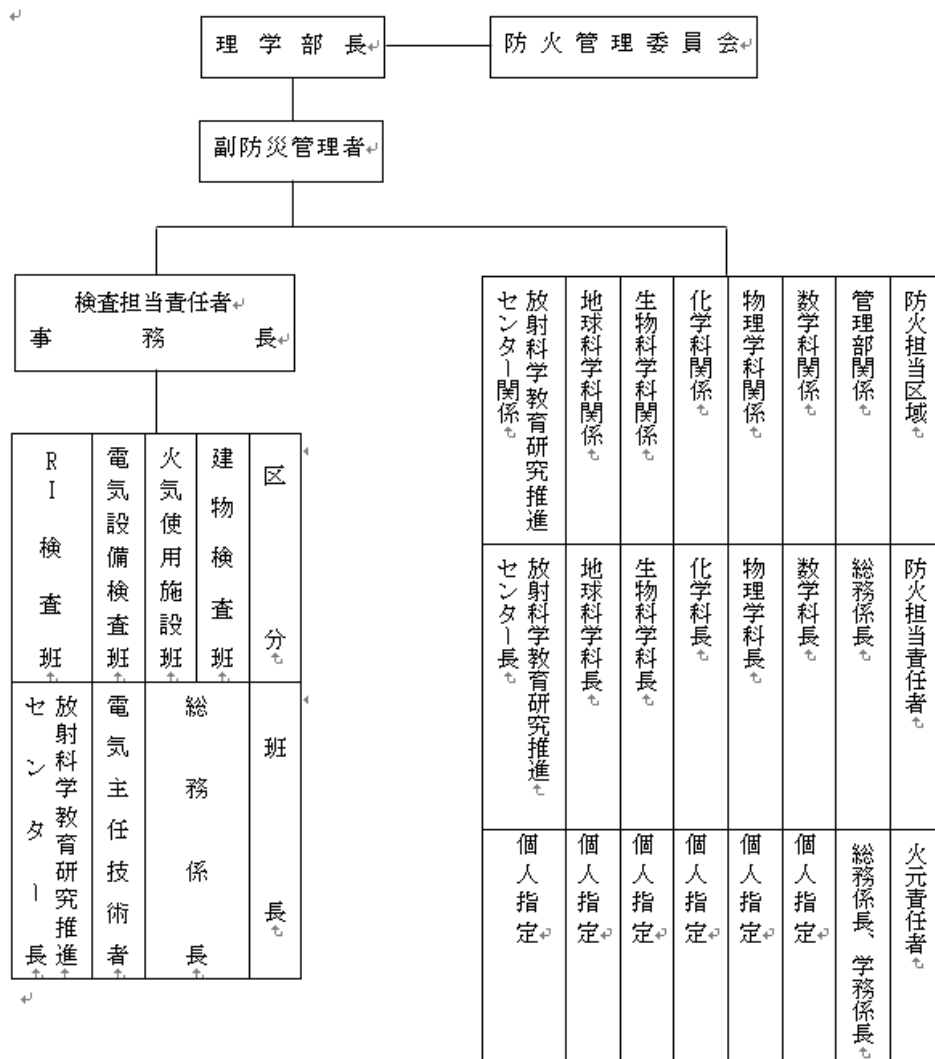 理学部長
防火管理委員会
副防災管理者
検査担当責任者
事務長
区分
建物検査班
火気使用施設班
電気設備検査班
RI検査班
班長
総務係長
電気主任技術者
放射科学教育研究推進
センター長
防火担当区域
管理部関係
数学科関係
物理学科関係
化学科関係
生物科学科関係
地球科学科関係
放射科学教育研究推進
センター関係
防火担当責任者
総務係長
数学科長
物理学科長
化学科長
生物科学科長
地球科学科長
放射科学教育研究推進
センター長
火元責任者
総務係長、学務係長
個人指定
個人指定
個人指定
個人指定
個人指定
個人指定